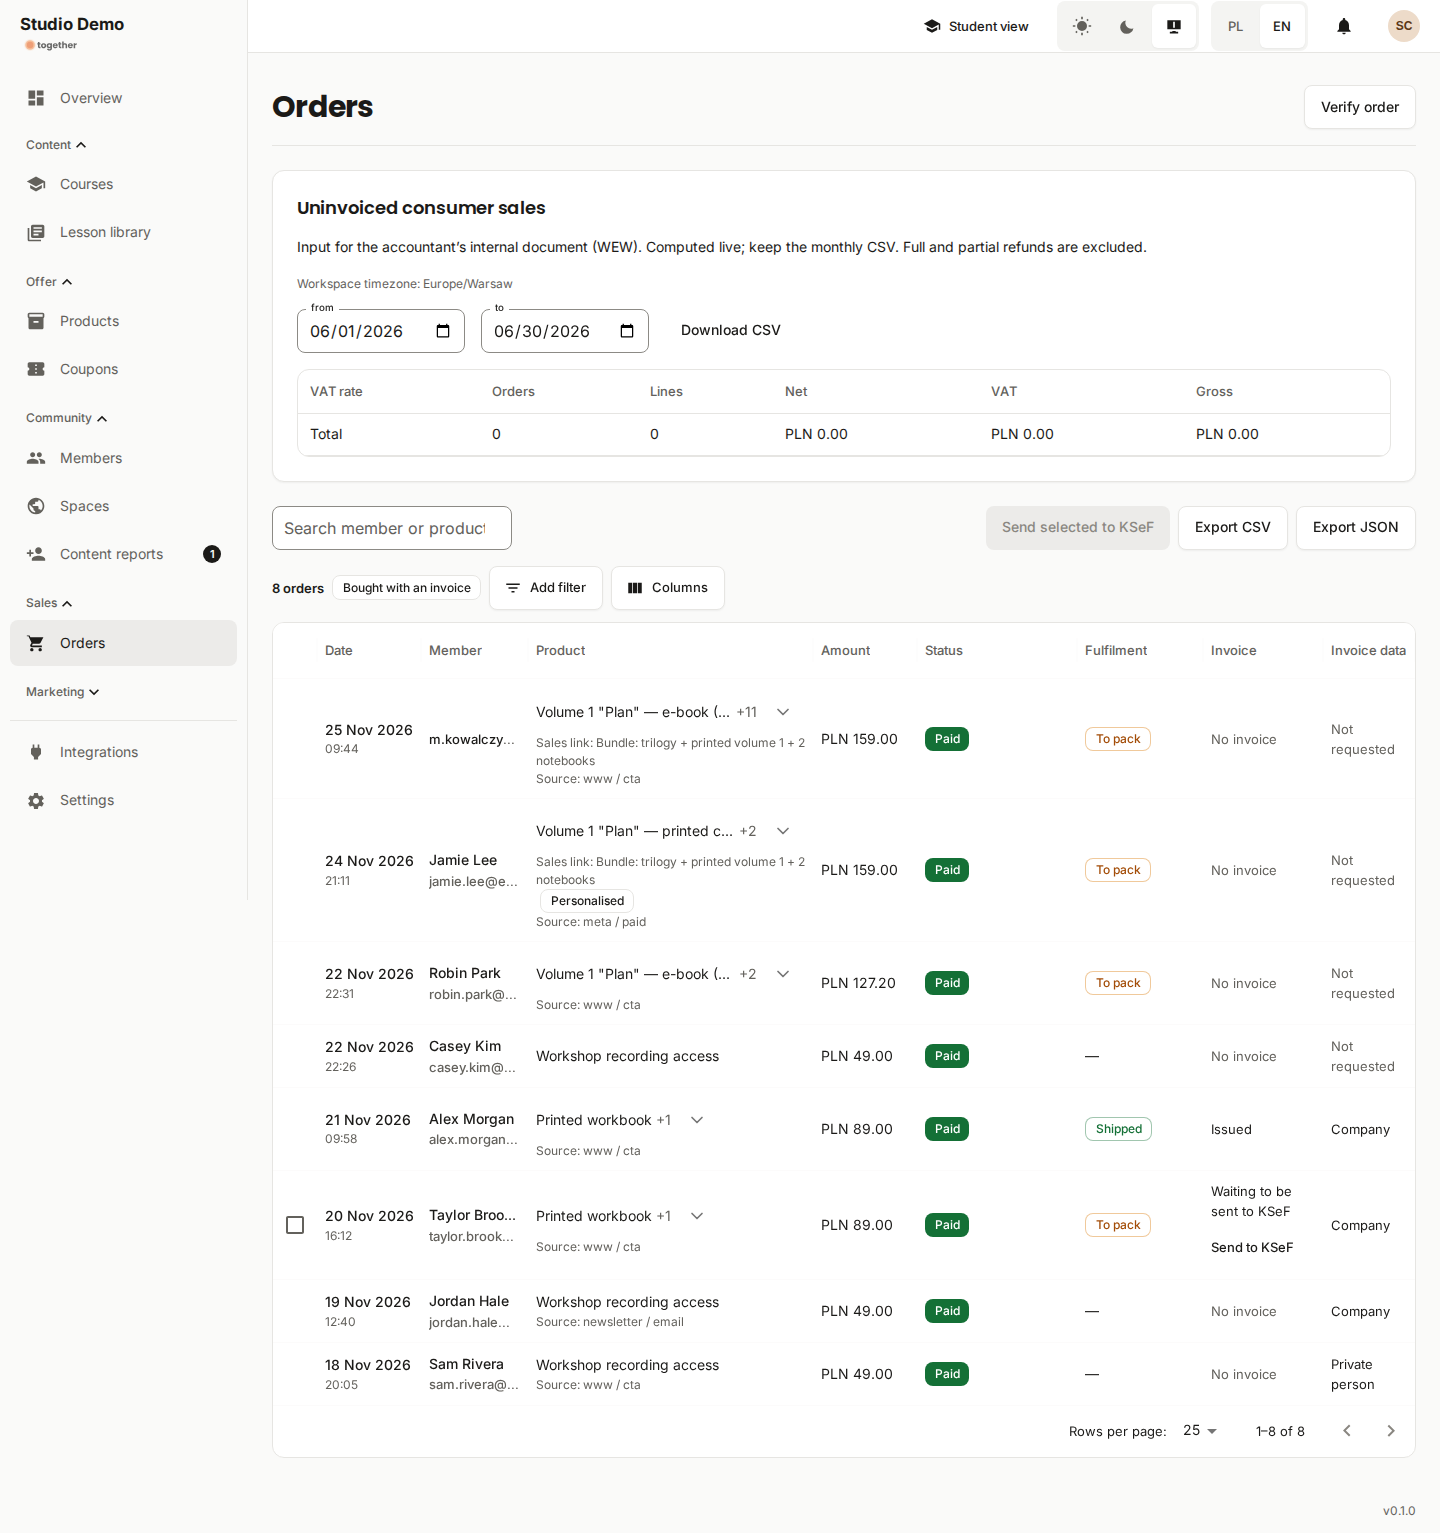 Studio Demo
together
Student view
PL
EN
SC
Overview
Content
Courses
Lesson library
Offer
Products
Coupons
Community
Members
Spaces
Content reports
1
Sales
Orders
Marketing
Integrations
Settings
Orders
Verify order
Uninvoiced consumer sales
Input for the accountant’s internal document (WEW). Computed live; keep the monthly CSV. Full and partial refunds are excluded.
Workspace timezone: Europe/Warsaw
from
06/01/2026
to
06/30/2026
Download CSV
VAT rate Orders Lines Net VAT Gross
Total 0 0 PLN 0.00 PLN 0.00 PLN 0.00
Search member or product
Send selected to KSeF
Export CSV
Export JSON
8 orders
Bought with an invoice
Add filter
Columns
Date Member Product Amount Status Fulfilment Invoice Invoice data
25 Nov 2026
09:44
m.kowalczy...
Volume 1 "Plan" — e-book (... +11
Sales link: Bundle: trilogy + printed volume 1 + 2
notebooks
Source: www / cta
PLN 159.00
Paid
To pack
No invoice
Not
requested
24 Nov 2026
21:11
Jamie Lee
jamie.lee@e...
Volume 1 "Plan" — printed c... +2
Sales link: Bundle: trilogy + printed volume 1 + 2
notebooks
Personalised
Source: meta / paid
PLN 159.00
Paid
To pack
No invoice
Not
requested
22 Nov 2026
22:31
Robin Park
robin.park@...
Volume 1 "Plan" — e-book (... +2
Source: www / cta
PLN 127.20
Paid
To pack
No invoice
Not
requested
22 Nov 2026
22:26
Casey Kim
casey.kim@...
Workshop recording access
PLN 49.00
Paid
—
No invoice
Not
requested
21 Nov 2026
09:58
Alex Morgan
alex.morgan...
Printed workbook +1
Source: www / cta
PLN 89.00
Paid
Shipped
Issued
Company
20 Nov 2026
16:12
Taylor Broo...
taylor.brook...
Printed workbook +1
Source: www / cta
PLN 89.00
Paid
To pack
Waiting to be
sent to KSeF
Send to KSeF
Company
19 Nov 2026
12:40
Jordan Hale
jordan.hale...
Workshop recording access
Source: newsletter / email
PLN 49.00
Paid
—
No invoice
Company
18 Nov 2026
20:05
Sam Rivera
sam.rivera@...
Workshop recording access
Source: www / cta
PLN 49.00
Paid
—
No invoice
Private
person
Rows per page: 25 1–8 of 8
v0.1.0